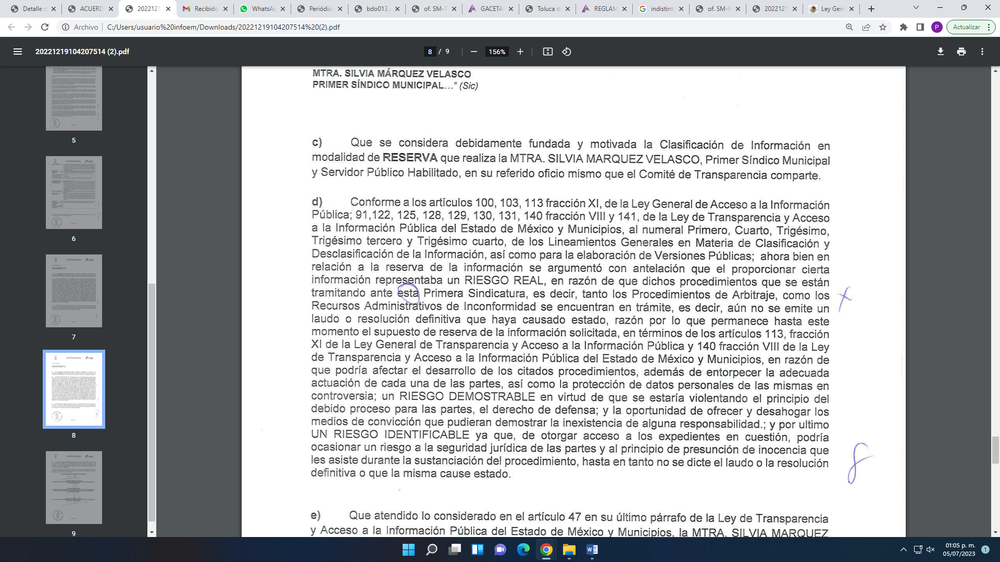 Detalle d
ACUERD
2022121
Recibido
WhatsAp
Periódic
bdo013.
of. SM-7
GACETA
Toluca d
REGLAM
indistint
of. SM-II
2022121
Ley Gen
Archivo C:/Users/usuario%20infoem/Downloads/20221219104207514%20(2).pdf
P
Actualizar
20221219104207514 (2).pdf
8 / 9
156%
5
6
7
8
9
MTRA. SILVIA MÁRQUEZ VELASCO
PRIMER SÍNDICO MUNICIPAL…" (Sic)
c) Que se considera debidamente fundada y motivada la Clasificación de Información en
modalidad de RESERVA que realiza la MTRA. SILVIA MARQUEZ VELASCO, Primer Síndico Municipal
y Servidor Público Habilitado, en su referido oficio mismo que el Comité de Transparencia comparte.
d) Conforme a los artículos 100, 103, 113 fracción XI, de la Ley General de Acceso a la Información
Pública; 91,122, 125, 128, 129, 130, 131, 140 fracción VIII y 141, de la Ley de Transparencia y Acceso
a la Información Pública del Estado de México y Municipios, al numeral Primero, Cuarto, Trigésimo,
Trigésimo tercero y Trigésimo cuarto, de los Lineamientos Generales en Materia de Clasificación y
Desclasificación de la Información, así como para la elaboración de Versiones Públicas; ahora bien en
relación a la reserva de la información se argumentó con antelación que el proporcionar cierta
información representaba un RIESGO REAL, en razón de que dichos procedimientos que se están
tramitando ante esta Primera Sindicatura, es decir, tanto los Procedimientos de Arbitraje, como los
Recursos Administrativos de Inconformidad se encuentran en trámite, es decir, aún no se emite un
laudo o resolución definitiva que haya causado estado, razón por lo que permanece hasta este
momento el supuesto de reserva de la información solicitada, en términos de los artículos 113, fracción
XI de la Ley General de Transparencia y Acceso a la Información Pública y 140 fracción VIII de la Ley
de Transparencia y Acceso a la Información Pública del Estado de México y Municipios, en razón de
que podría afectar el desarrollo de los citados procedimientos, además de entorpecer la adecuada
actuación de cada una de las partes, así como la protección de datos personales de las mismas en
controversia; un RIESGO DEMOSTRABLE en virtud de que se estaría violentando el principio del
debido proceso para las partes, el derecho de defensa; y la oportunidad de ofrecer y desahogar los
medios de convicción que pudieran demostrar la inexistencia de alguna responsabilidad.; y por ultimo
UN RIESGO IDENTIFICABLE ya que, de otorgar acceso a los expedientes en cuestión, podría
ocasionar un riesgo a la seguridad jurídica de las partes y al principio de presunción de inocencia que
les asiste durante la sustanciación del procedimiento, hasta en tanto no se dicte el laudo o la resolución
definitiva o que la misma cause estado.
e) Que atendido lo considerado en el artículo 47 en su último párrafo de la Ley de Transparencia
y Acceso a la Información Pública del Estado de México y Municipios, la MTRA. SILVIA MARQUEZ
01:05 p. m.
05/07/2023
1